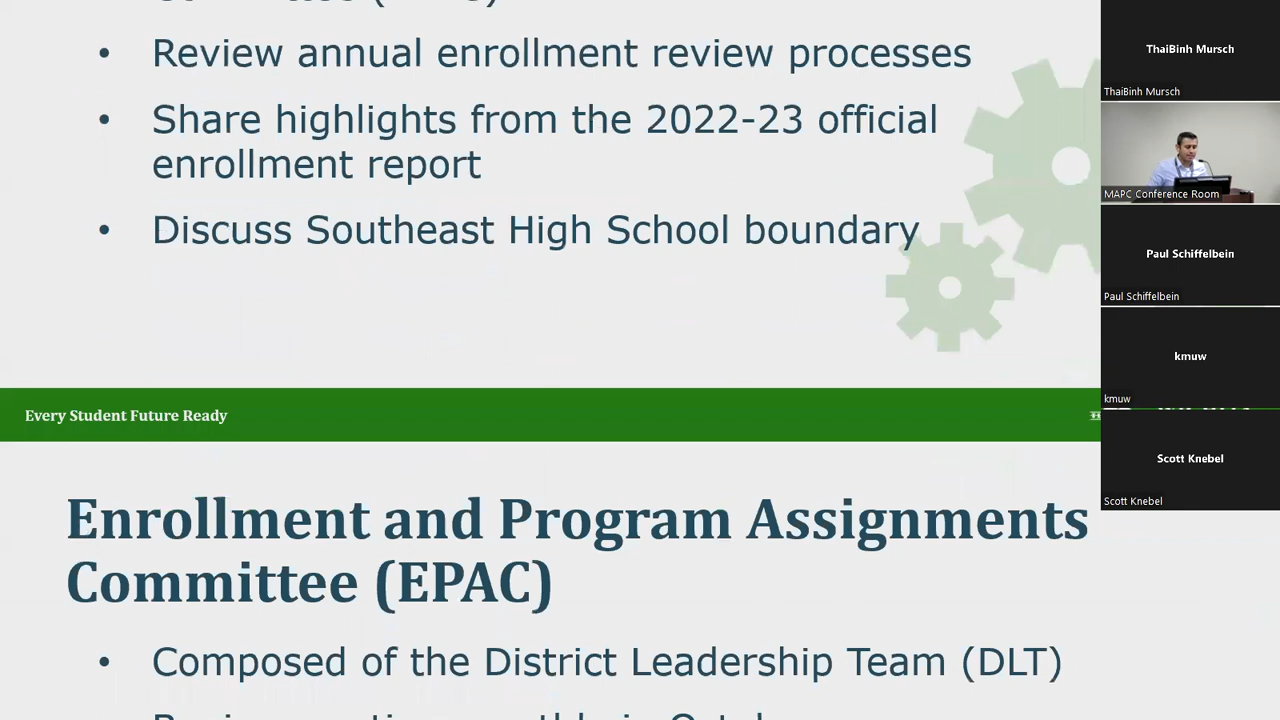 • Review annual enrollment review processes
• Share highlights from the 2022-23 official
enrollment report
• Discuss Southeast High School boundary
Every Student Future Ready
Enrollment and Program Assignments
Committee (EPAC)
• Composed of the District Leadership Team (DLT)
ThaiBinh Mursch
ThaiBinh Mursch
MAPC Conference Room
Paul Schiffelbein
Paul Schiffelbein
kmuw
kmuw
Scott Knebel
Scott Knebel